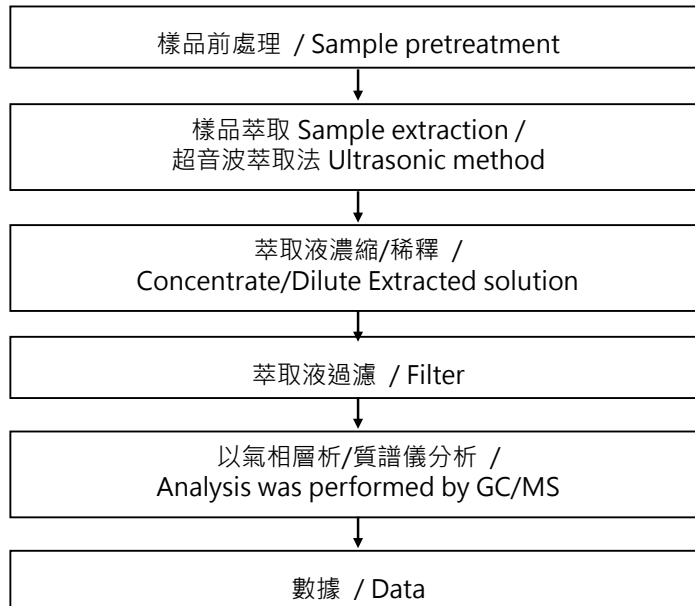 樣品前處理 / Sample pretreatment
樣品萃取 Sample extraction /
超音波萃取法 Ultrasonic method
萃取液濃縮/稀釋 /
Concentrate/Dilute Extracted solution
萃取液過濾 / Filter
以氣相層析/質譜儀分析 /
Analysis was performed by GC/MS
數據 / Data